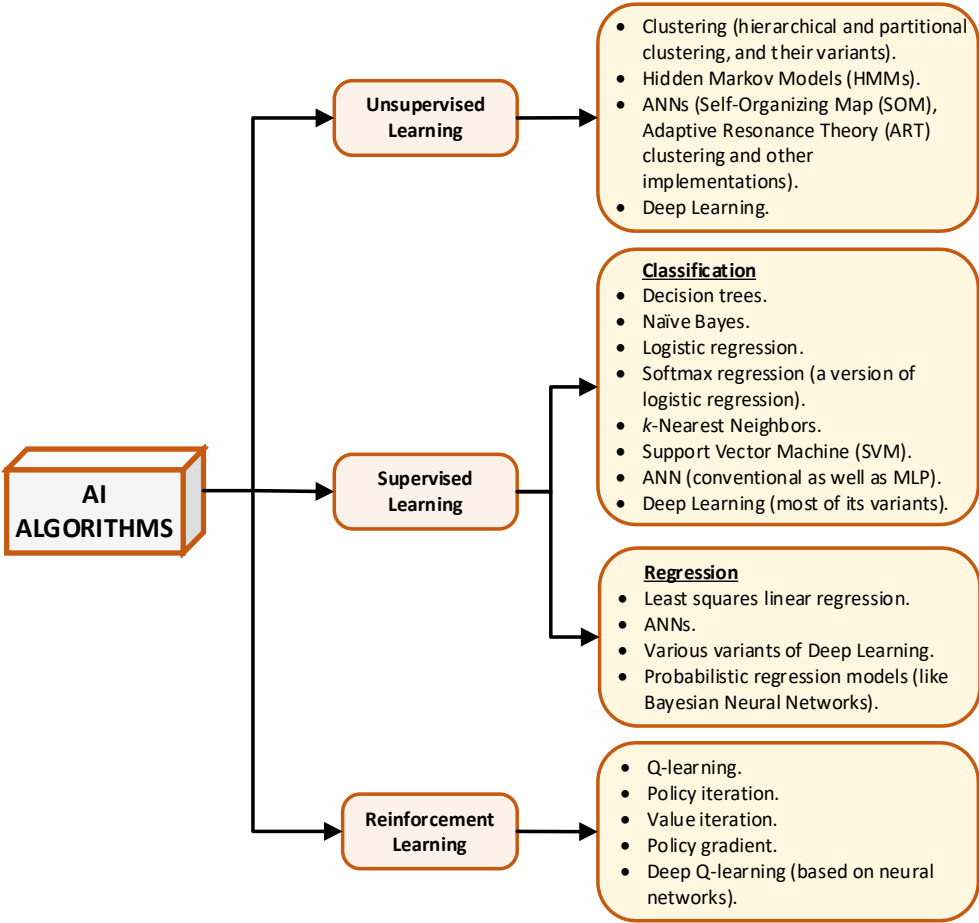 AI
ALGORITHMS
Unsupervised
Learning
• Clustering (hierarchical and partitional
clustering, and their variants).
• Hidden Markov Models (HMMs).
• ANNs (Self-Organizing Map (SOM),
Adaptive Resonance Theory (ART)
clustering and other
implementations).
• Deep Learning.
Supervised
Learning
Classification
• Decision trees.
• Naïve Bayes.
• Logistic regression.
• Softmax regression (a version of
logistic regression).
• k-Nearest Neighbors.
• Support Vector Machine (SVM).
• ANN (conventional as well as MLP).
• Deep Learning (most of its variants).
Regression
• Least squares linear regression.
• ANNs.
• Various variants of Deep Learning.
• Probabilistic regression models (like
Bayesian Neural Networks).
Reinforcement
Learning
• Q-learning.
• Policy iteration.
• Value iteration.
• Policy gradient.
• Deep Q-learning (based on neural
networks).